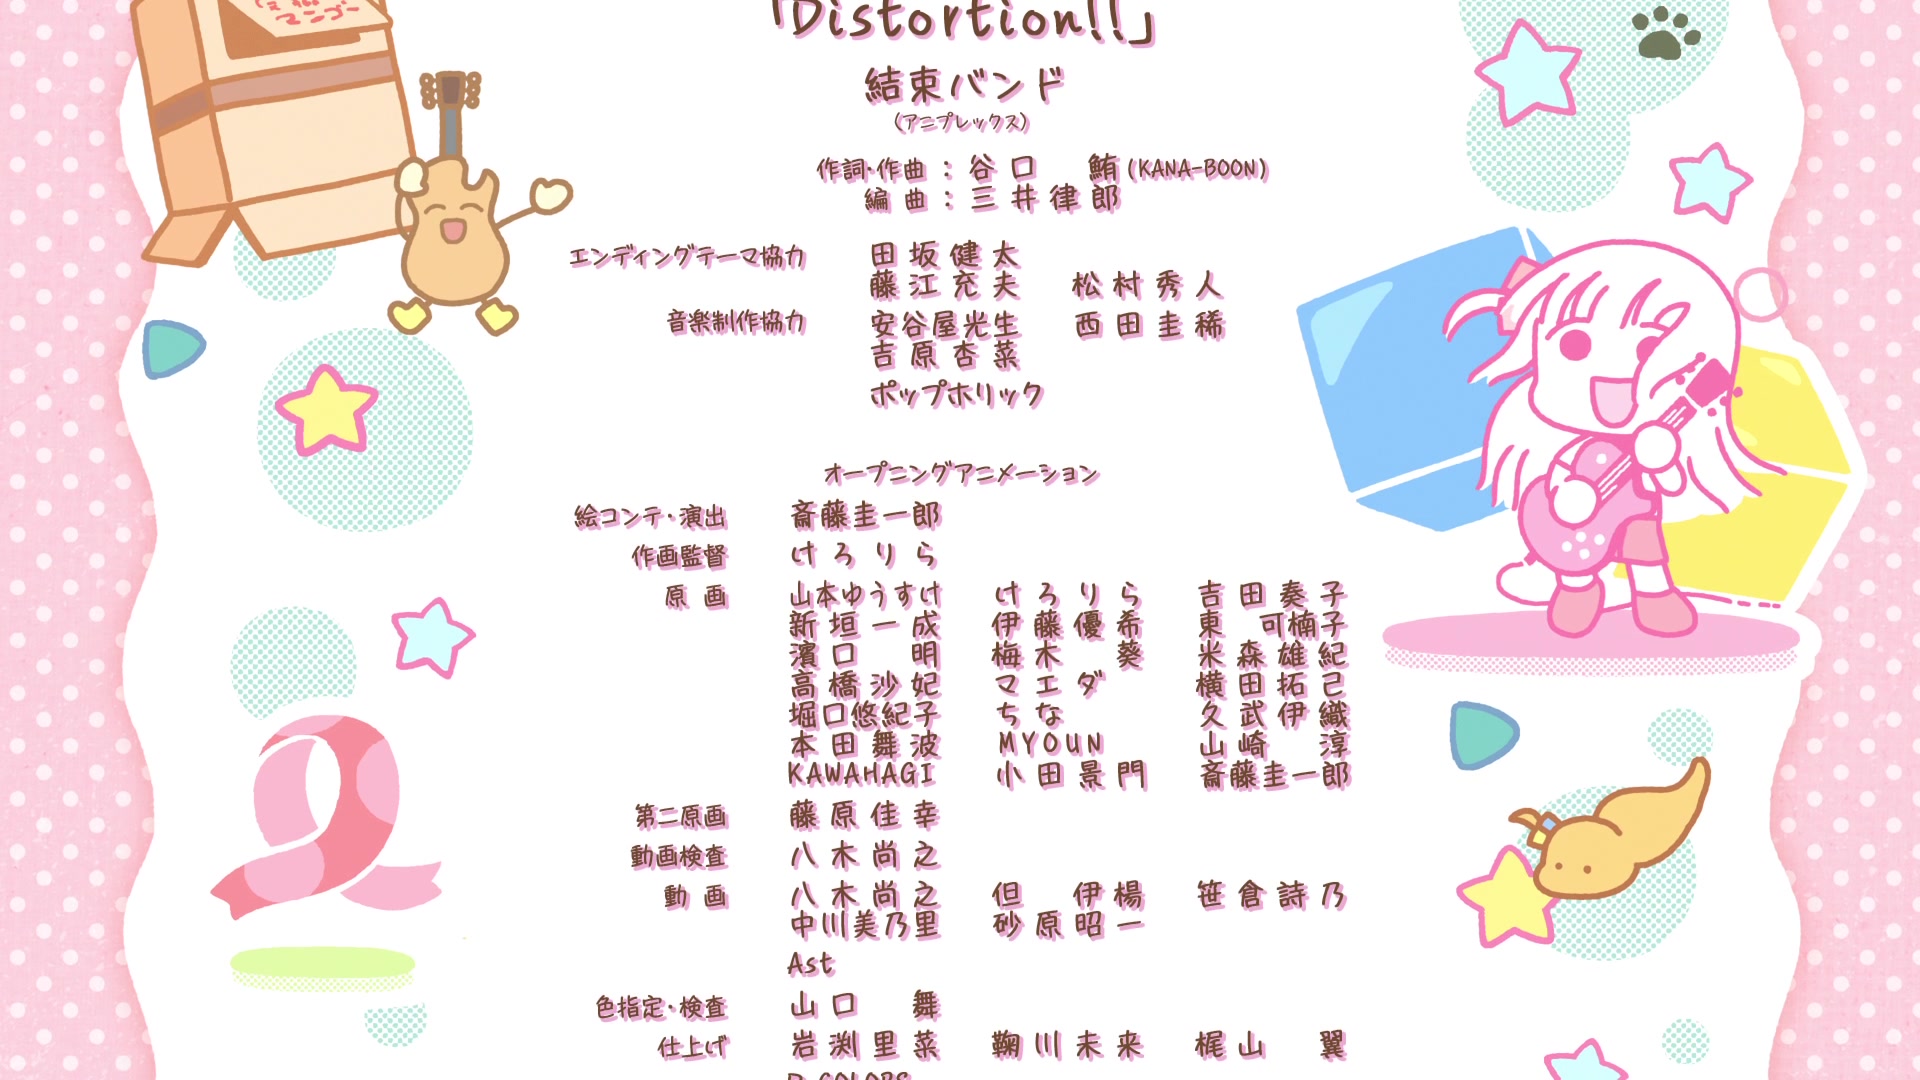 マンゴー
「Distortion!!」
結束バンド
(アニプレックス)
作詞・作曲：谷口 鮪(KANA-BOON)
編曲：三井律郎
エンディングテーマ協力 田坂健太
藤江充夫 松村秀人
音楽制作協力 安谷屋光生 西田圭稀
吉原杏菜
ポップホリック
オープニングアニメーション
絵コンテ・演出 斎藤圭一郎
作画監督 けろりら
原画 山本ゆうすけ けろりら 吉田奏子
新垣一成 伊藤優希 東 可楠子
濱口 明 梅木 葵 米森雄紀
高橋沙妃 マエダ 横田拓己
堀口悠紀子 ちな 久武伊織
本田舞波 MYOUN 山崎 淳
KAWAHAGI 小田景門 斎藤圭一郎
第二原画 藤原佳幸
動画検査 八木尚之
動画 八木尚之 但 伊楊 笹倉詩乃
中川美乃里 砂原昭一
Ast
色指定・検査 山口 舞
仕上げ 岩渕里菜 鞠川未来 梶山 翼